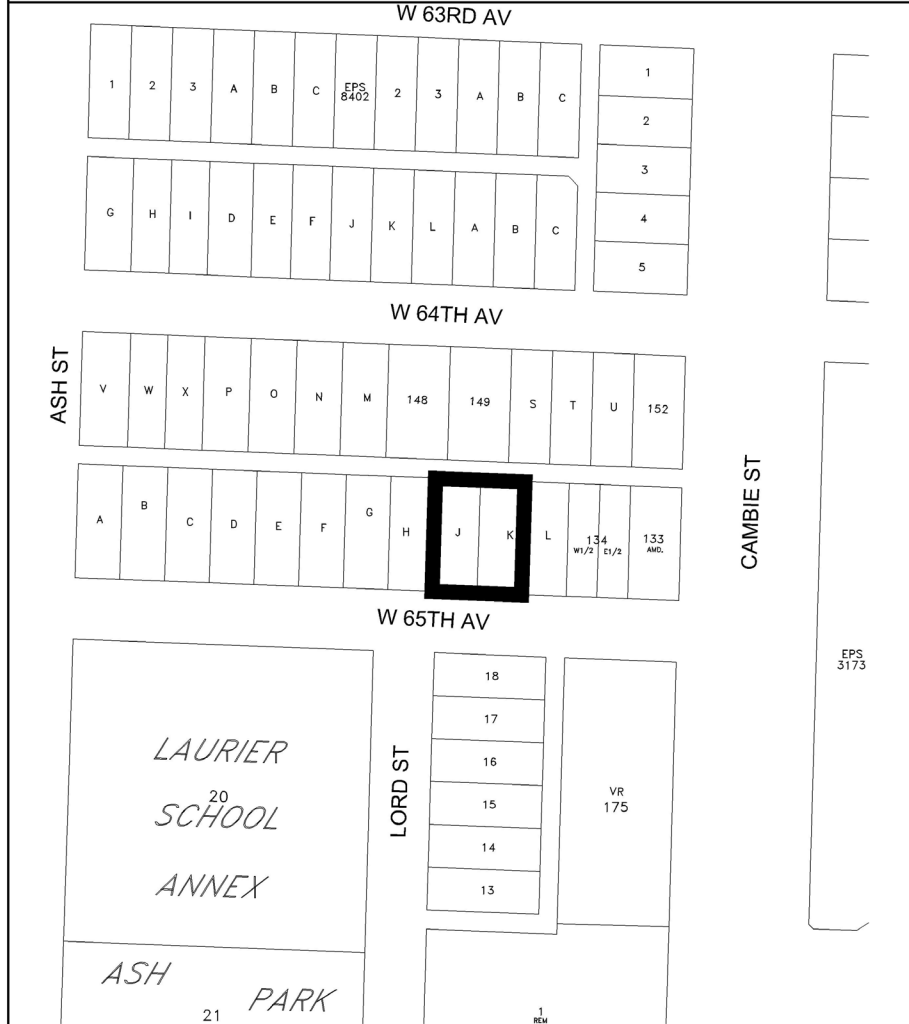 W 63RD AV
1 2 3 A B C EPS 2 3 A B C
8402
1
2
3
4
5
G H I D E F J K L A B C
W 64TH AV
ASH ST
V W X P O N M 148 149 S T U 152
CAMBIE ST
A B C D E F G H J K L 134 133
W1/2 E1/2 AMD.
W 65TH AV
EPS
3173
18
17
16
15
14
13
LORD ST
VR
175
LAURIER
20
SCHOOL
ANNEX
ASH
PARK
21
1
REM